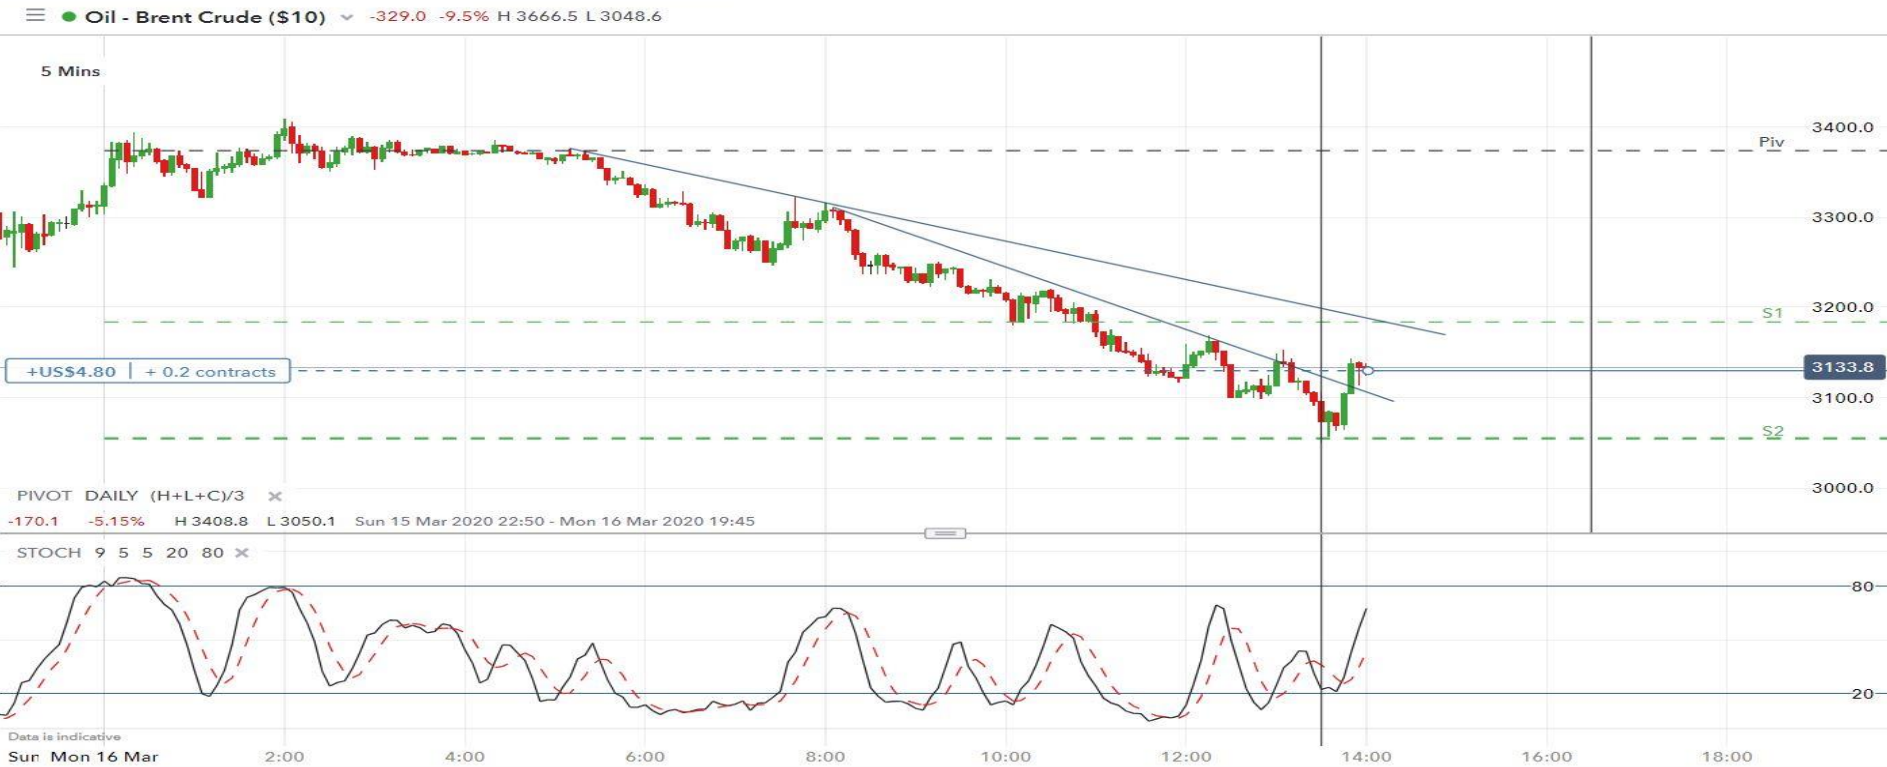 Oil - Brent Crude ($10) -329.0 -9.5% H 3666.5 L 3048.6
5 Mins
3400.0
Piv
3300.0
3200.0
S1
+US$4.80 + 0.2 contracts
3133.8
3100.0
S2
3000.0
PIVOT DAILY (H+L+C)/3
-170.1 -5.15% H 3408.8 L 3050.1 Sun 15 Mar 2020 22:50 - Mon 16 Mar 2020 19:45
STOCH 9 5 5 20 80
80
20
Data is indicative
Sun Mon 16 Mar 2:00 4:00 6:00 8:00 10:00 12:00 14:00 16:00 18:00